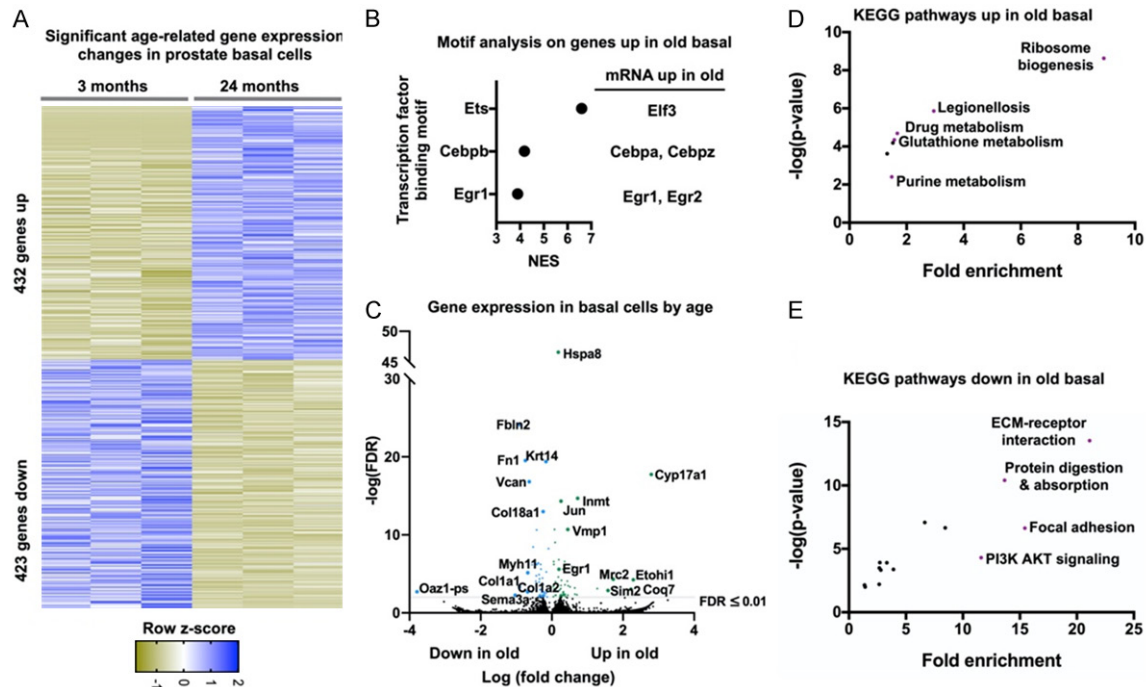 A
Significant age-related gene expression
changes in prostate basal cells
3 months
24 months
432 genes up
423 genes down
Row z-score
-1
0
1
2
B
Motif analysis on genes up in old basal
mRNA up in old
Transcription factor
binding motif
Ets
Elf3
Cebpb
Cebpa, Cebpz
Egr1
Egr1, Egr2
3 4 5 6 7
NES
C
Gene expression in basal cells by age
-log(FDR)
50
45
30
20
10
0
Hspa8
Fbln2
Fn1
Krt14
Vcan
Cyp17a1
Inmt
Jun
Col18a1
Vmp1
Myh11
Egr1
Mrc2
Etohi1
Col1a1
Col1a2
Sim2
Coq7
Oaz1-ps
Sema3a
FDR ≤ 0.01
-4 -2 0 2 4
Down in old
Up in old
Log (fold change)
D
KEGG pathways up in old basal
-log(p-value)
10
8
6
4
2
0
Ribosome
biogenesis
Legionellosis
Drug metabolism
Glutathione metabolism
Purine metabolism
0 2 4 6 8 10
Fold enrichment
E
KEGG pathways down in old basal
-log(p-value)
15
10
5
0
ECM-receptor
interaction
Protein digestion
& absorption
Focal adhesion
PI3K AKT signaling
0 5 10 15 20 25
Fold enrichment